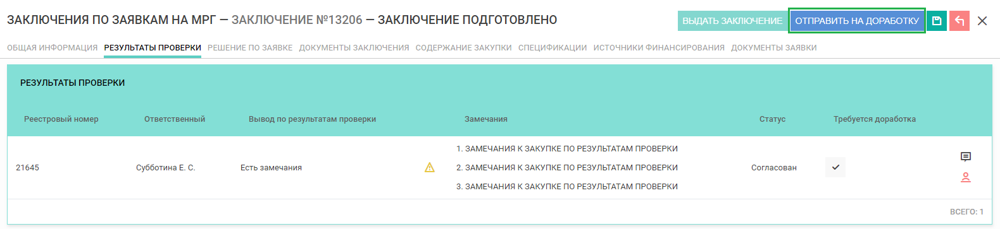 ЗАКЛЮЧЕНИЯ ПО ЗАЯВКАМ НА МРГ — ЗАКЛЮЧЕНИЕ №13206 — ЗАКЛЮЧЕНИЕ ПОДГОТОВЛЕНО
ВЫДАТЬ ЗАКЛЮЧЕНИЕ ОТПРАВИТЬ НА ДОРАБОТКУ
ОБЩАЯ ИНФОРМАЦИЯ РЕЗУЛЬТАТЫ ПРОВЕРКИ РЕШЕНИЕ ПО ЗАЯВКЕ ДОКУМЕНТЫ ЗАКЛЮЧЕНИЯ СОДЕРЖАНИЕ ЗАКУПКИ СПЕЦИФИКАЦИИ ИСТОЧНИКИ ФИНАНСИРОВАНИЯ ДОКУМЕНТЫ ЗАЯВКИ
РЕЗУЛЬТАТЫ ПРОВЕРКИ
Реестровый номер Ответственный Вывод по результатам проверки Замечания Статус Требуется доработка
1. ЗАМЕЧАНИЯ К ЗАКУПКЕ ПО РЕЗУЛЬТАТАМ ПРОВЕРКИ
21645 Субботина Е. С. Есть замечания 2. ЗАМЕЧАНИЯ К ЗАКУПКЕ ПО РЕЗУЛЬТАТАМ ПРОВЕРКИ Согласован
3. ЗАМЕЧАНИЯ К ЗАКУПКЕ ПО РЕЗУЛЬТАТАМ ПРОВЕРКИ
ВСЕГО: 1